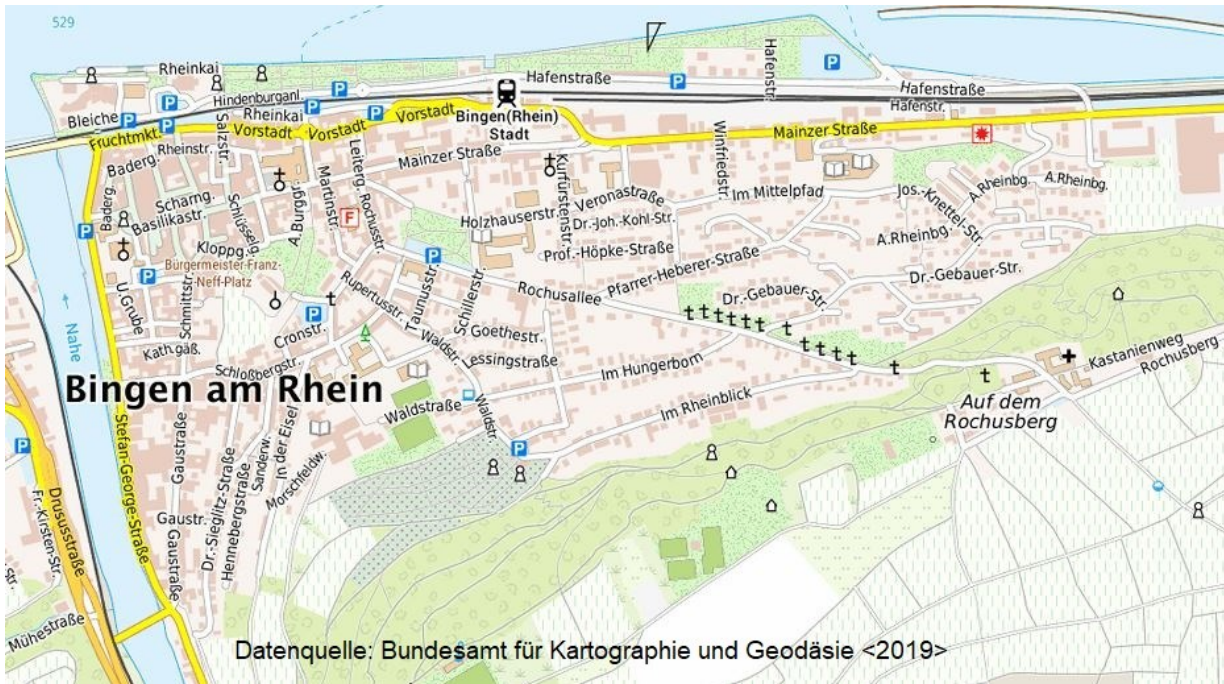 529
Rheinkai
Hafenstraße
Hafenstr.
Hafenstraße
Hindenburganl.
Bleiche
Rheinkai
Bingen(Rhein)
Stadt
Hafenstr.
Fruchtmkt.
Vorstadt
Vorstadt
Vorstadt
Mainzer Straße
Rheinstr.
Salzstr.
Baderg.
Mainzer Straße
Leiterg.
Rochusstr.
Martinstr.
A.Burggr.
Kurfürstenstr.
Winfriedstr.
Veronastraße
Im Mittelpfad
Jos.-Knettel-Str.
A.Rheinbg.
A.Rheinbg.
Baderg.
Scharng.
Basilikastr.
Schlüsselg.
Holzhauserstr.
Dr.-Joh.-Kohl-Str.
A.Rheinbg.
Kloppg.
Prof.-Höpke-Straße
Bürgermeister-Franz-
Neff-Platz
Pfarrer-Heberer-Straße
Dr.-Gebauer-Str.
U.Grube
Schmittstr.
Rupertusstr.
Taunusstr.
Schillerstr.
Rochusallee
Dr.-Gebauer-Str.
Nahe
Cronstr.
Waldstr.
Goethestr.
Kath.gäß.
Schloßbergstr.
Lessingstraße
Im Hungerborn
Kastanienweg
Rochusberg
Bingen am Rhein
Waldstraße
Waldstr.
Im Rheinblick
Auf dem
Rochusberg
Stefan-George-Straße
Gaustraße
Dr.-Sieglitz-Straße
Sanderw.
In der Eisel
Morschfeldw.
Hennebergstraße
Drususstraße
Fr.-Kirsten-Str.
Gaustr.
Gaustraße
Str.
Mühestraße
Datenquelle: Bundesamt für Kartographie und Geodäsie <2019>